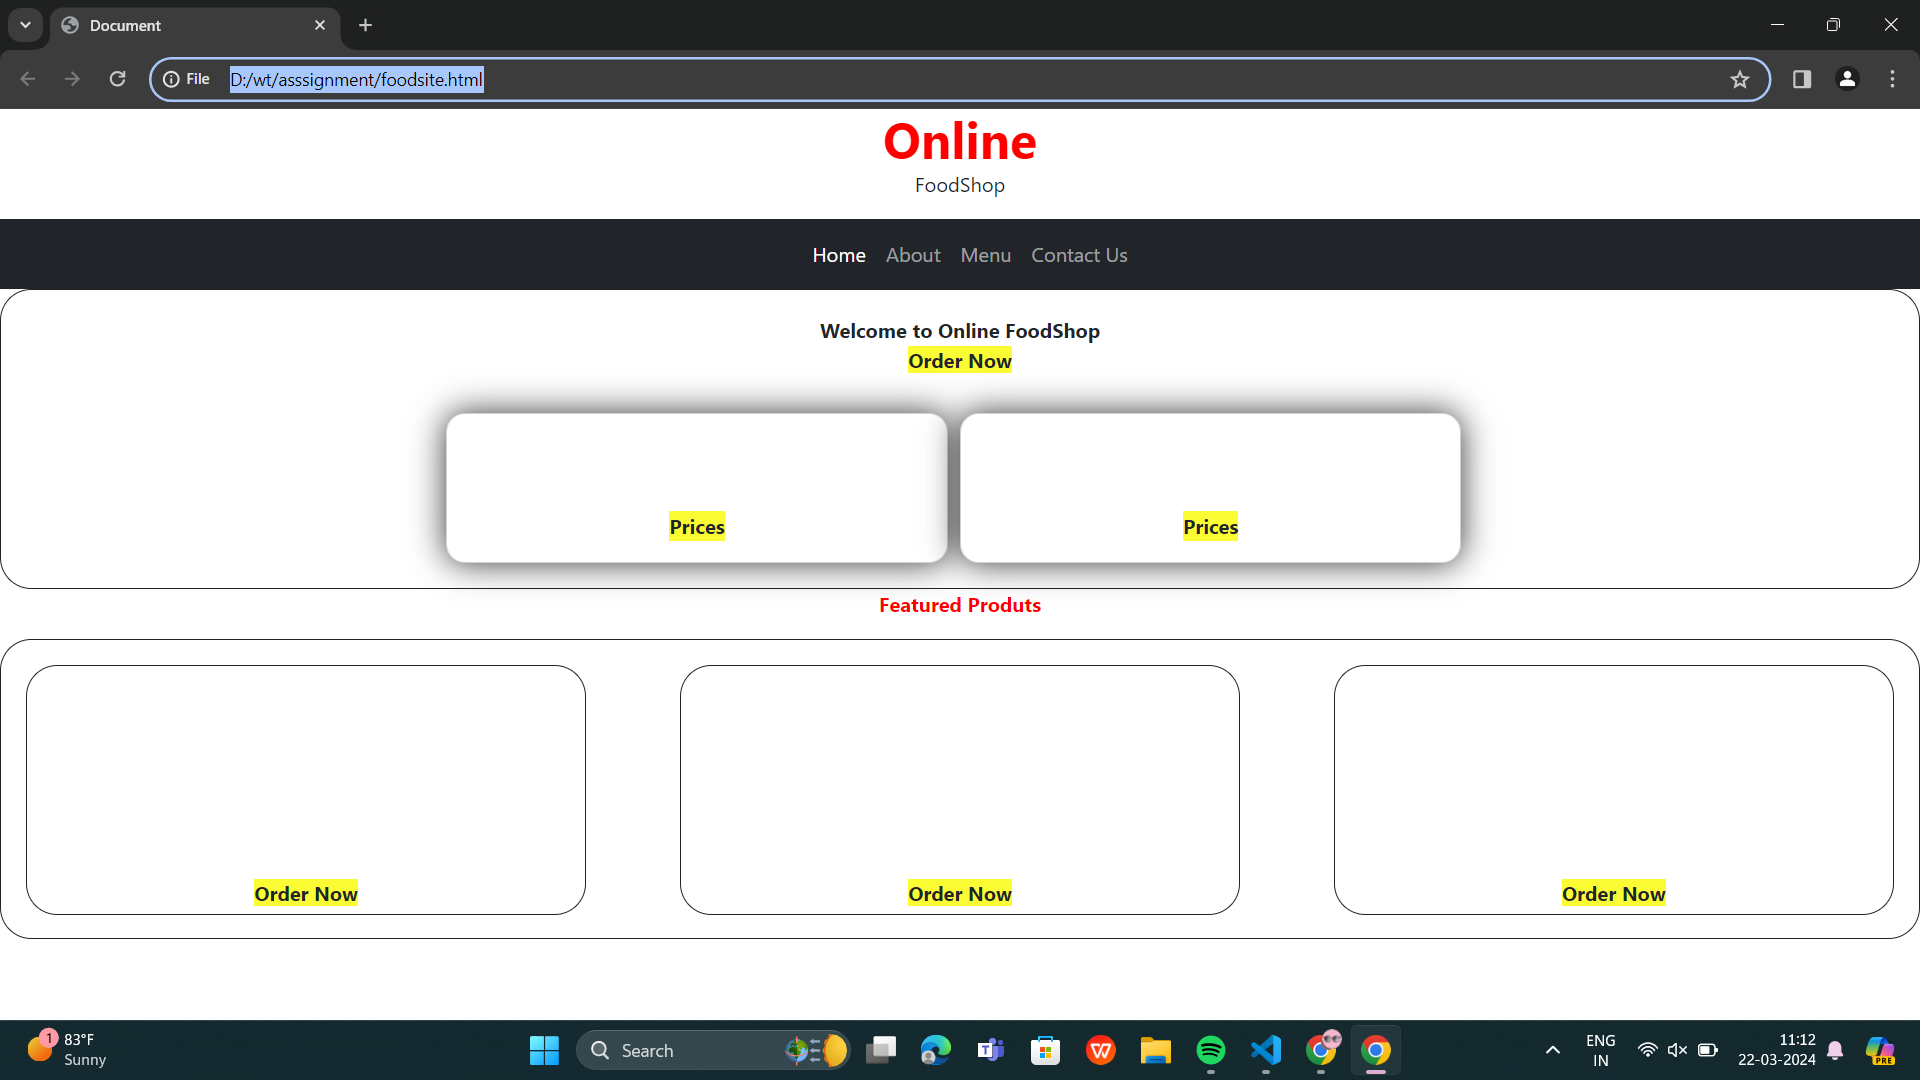 Document
File D:/wt/asssignment/foodsite.html
Online
FoodShop
Home About Menu Contact Us
Welcome to Online FoodShop
Order Now
Prices Prices
Featured Produts
Order Now Order Now Order Now
1 83°F
Sunny
Search
ENG
IN
11:12
22-03-2024
PRE